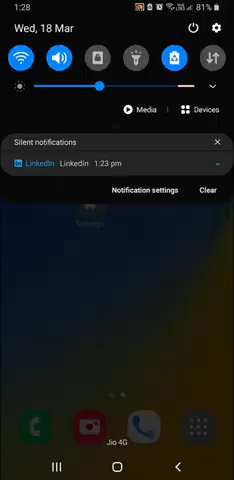 1:28
81%
Wed, 18 Mar
Media
Devices
Silent notifications
LinkedIn LinkedIn 1:23 pm
Notification settings Clear
Settings
Jio 4G